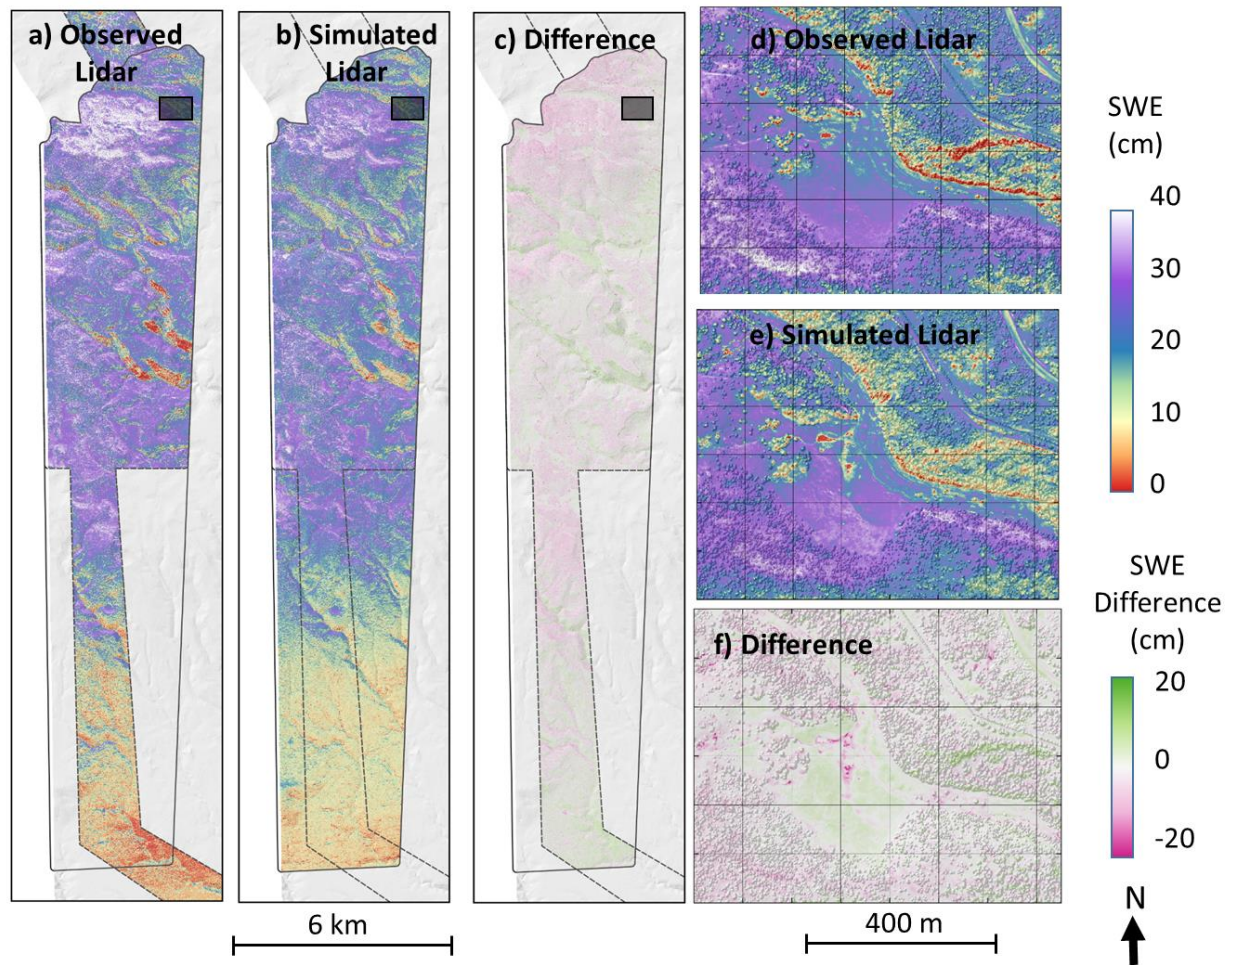 a) Observed
Lidar
b) Simulated
Lidar
c) Difference
d) Observed Lidar
e) Simulated Lidar
f) Difference
SWE
(cm)
40
30
20
10
0
SWE
Difference
(cm)
20
0
-20
N
6 km
400 m